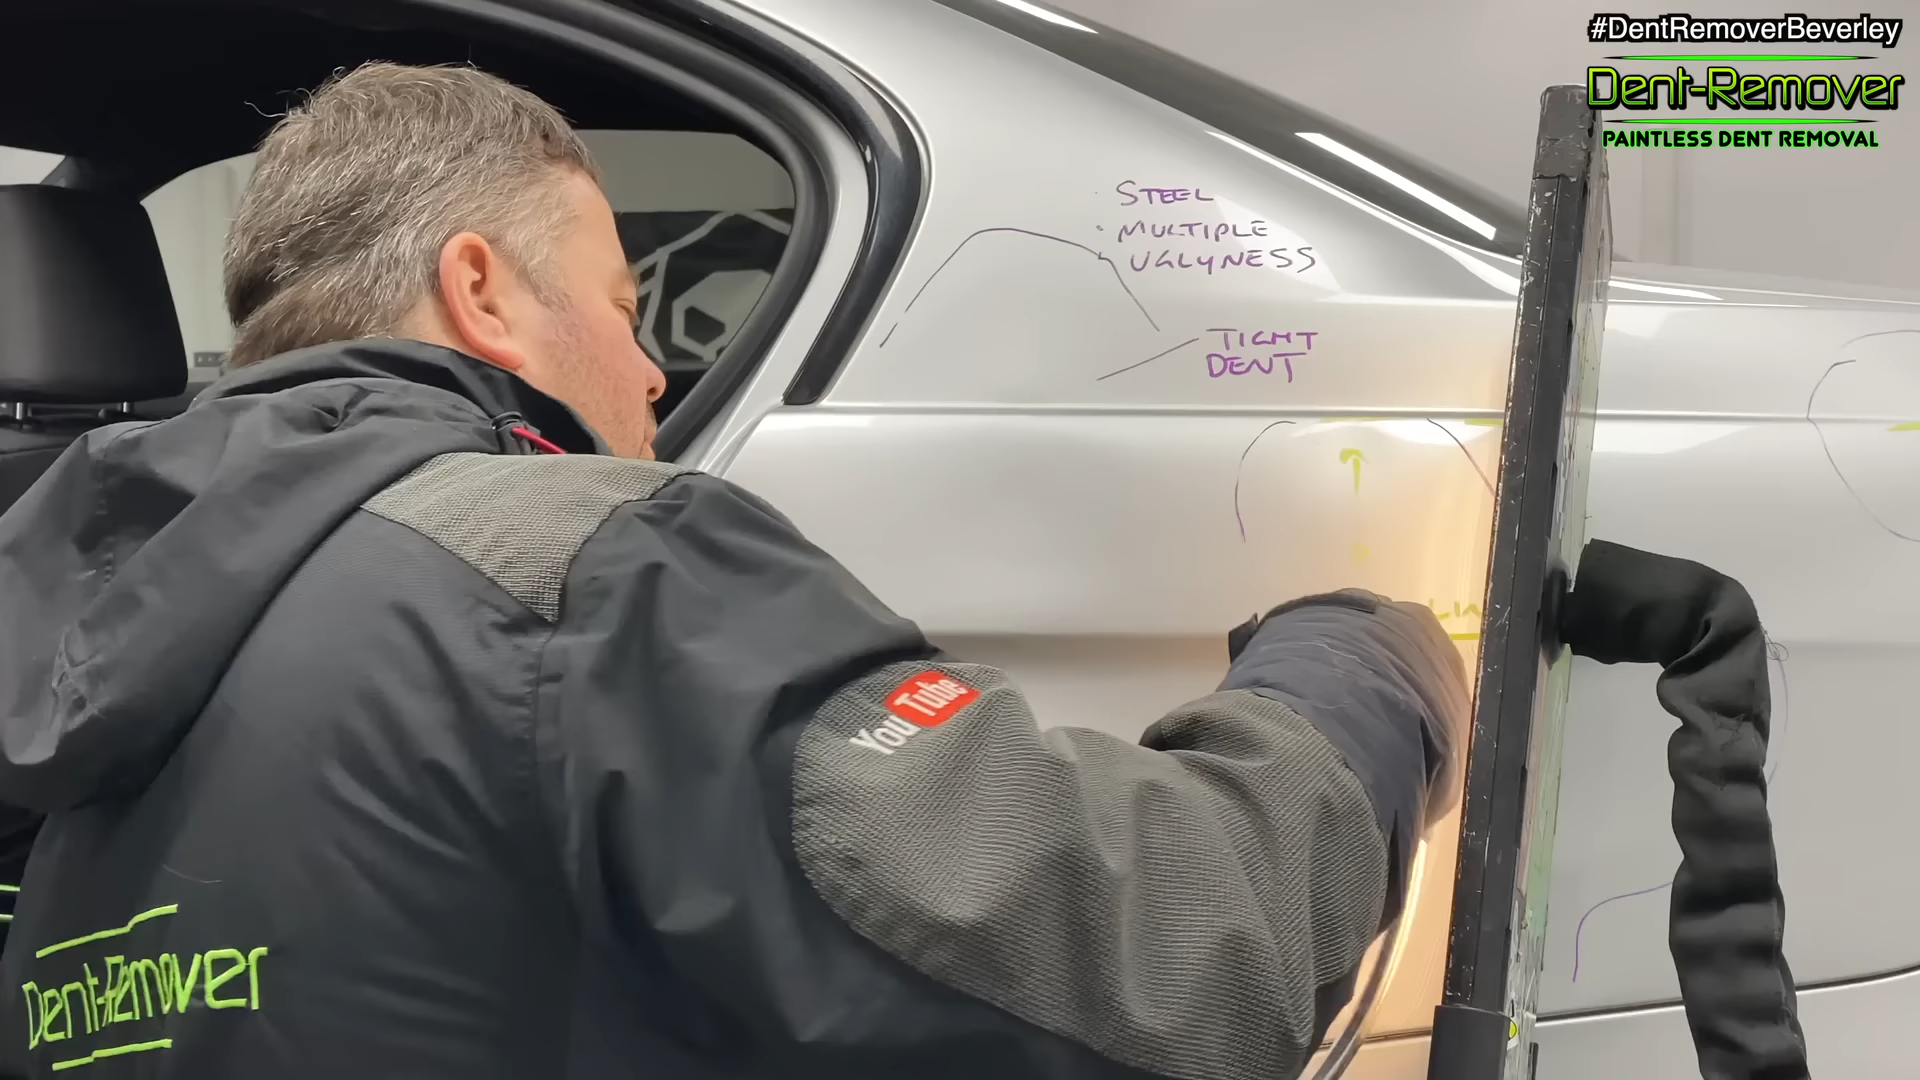 #DentRemoverBeverley
Dent-Remover
PAINTLESS DENT REMOVAL
STEEL
MULTIPLE
UGLYNESS
TIGHT
DENT
YouTube
Dent-Remover